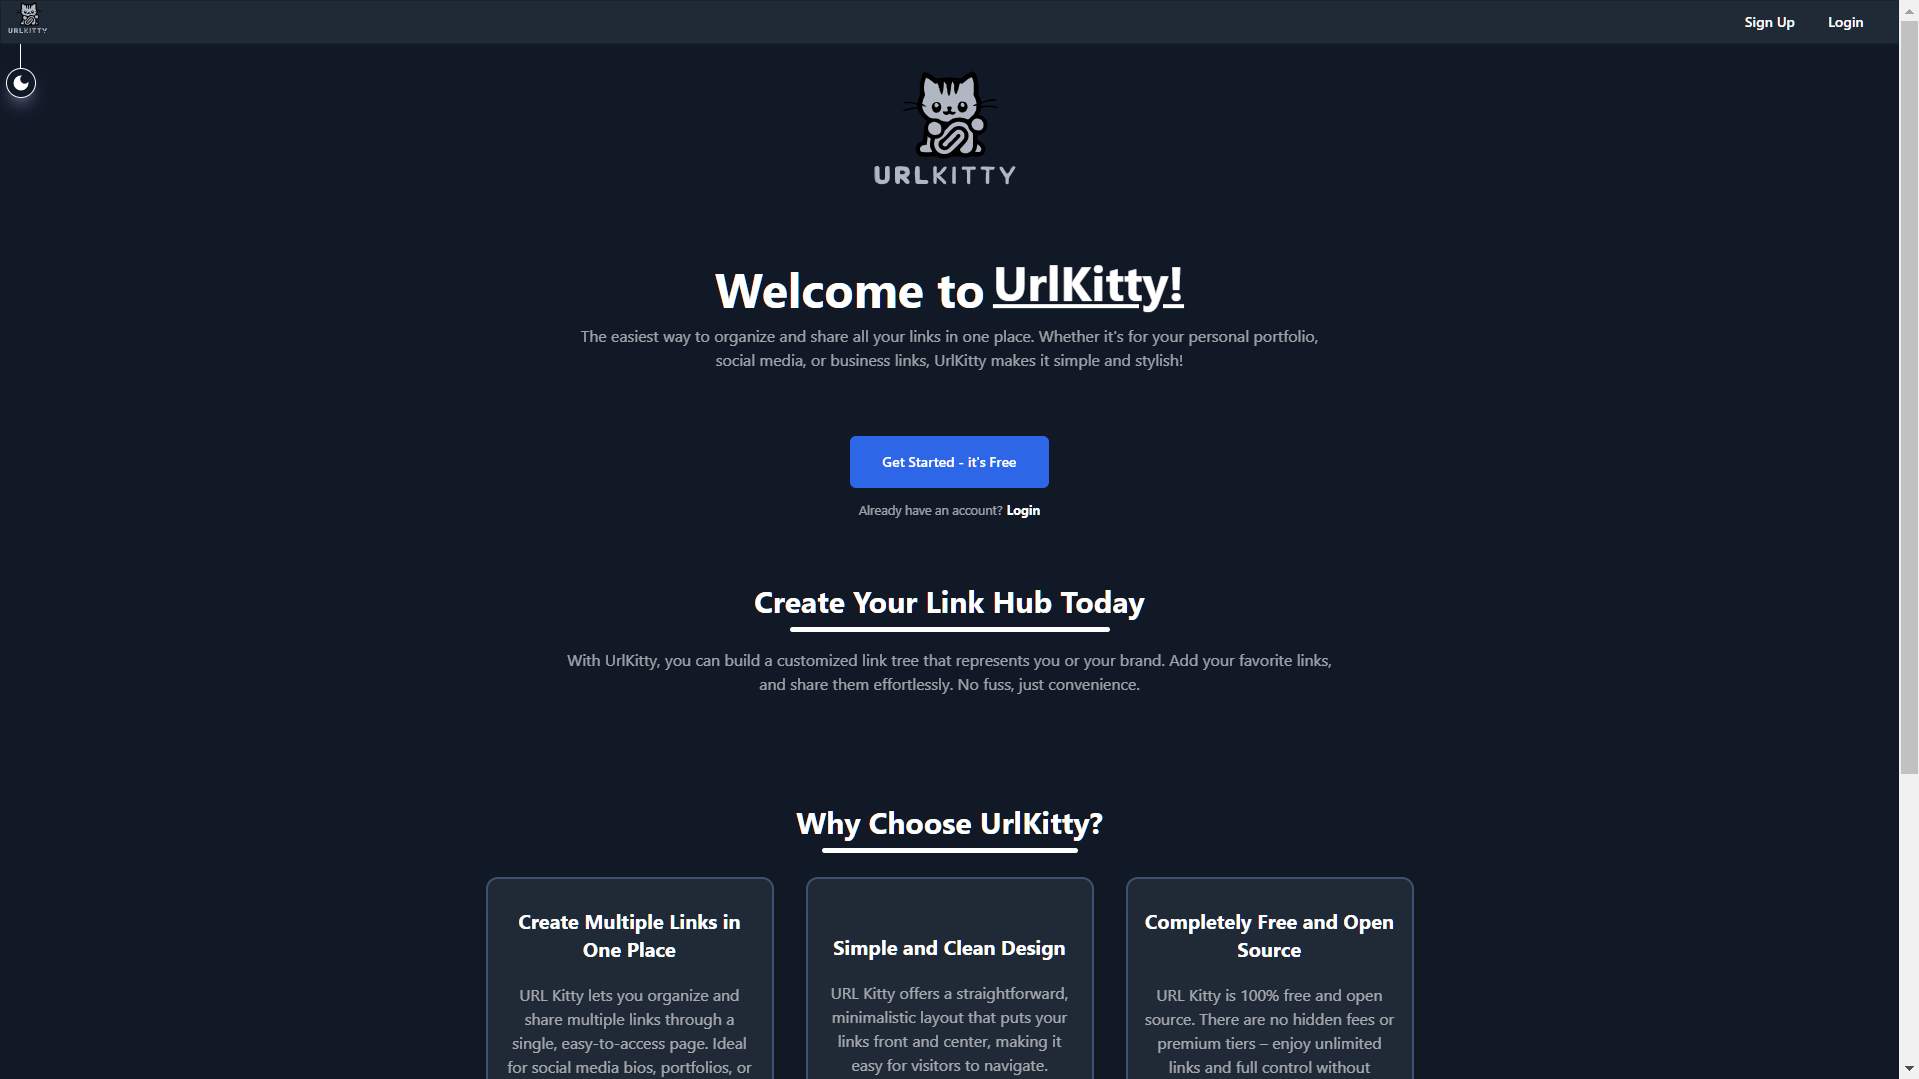 URLKITTY
Sign Up
Login
URLKITTY
Welcome to UrlKitty!
The easiest way to organize and share all your links in one place. Whether it's for your personal portfolio,
social media, or business links, UrlKitty makes it simple and stylish!
Get Started - it's Free
Already have an account? Login
Create Your Link Hub Today
With UrlKitty, you can build a customized link tree that represents you or your brand. Add your favorite links,
and share them effortlessly. No fuss, just convenience.
Why Choose UrlKitty?
Create Multiple Links in
One Place
URL Kitty lets you organize and
share multiple links through a
single, easy-to-access page. Ideal
for social media bios, portfolios, or
Simple and Clean Design
URL Kitty offers a straightforward,
minimalistic layout that puts your
links front and center, making it
easy for visitors to navigate.
Completely Free and Open
Source
URL Kitty is 100% free and open
source. There are no hidden fees or
premium tiers – enjoy unlimited
links and full control without